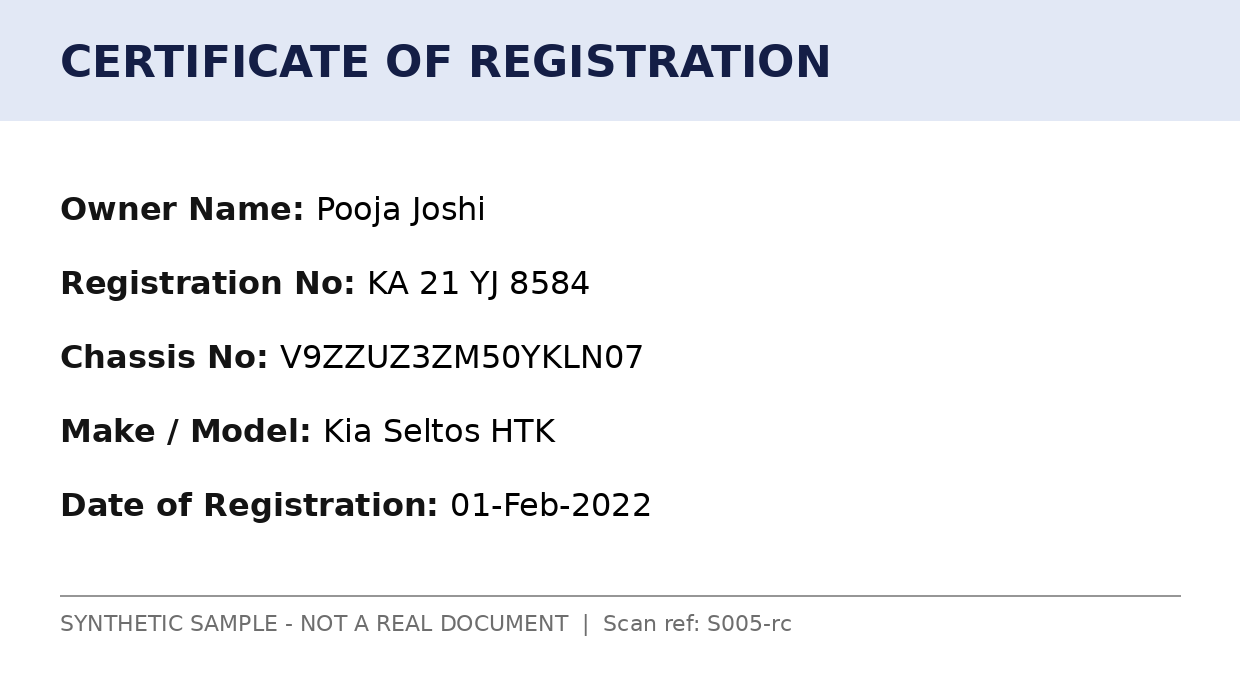 CERTIFICATE OF REGISTRATION
Owner Name: Pooja Joshi
Registration No: KA 21 YJ 8584
Chassis No: V9ZZUZ3ZM50YKLN07
Make / Model: Kia Seltos HTK
Date of Registration: 01-Feb-2022
SYNTHETIC SAMPLE - NOT A REAL DOCUMENT | Scan ref: S005-rc